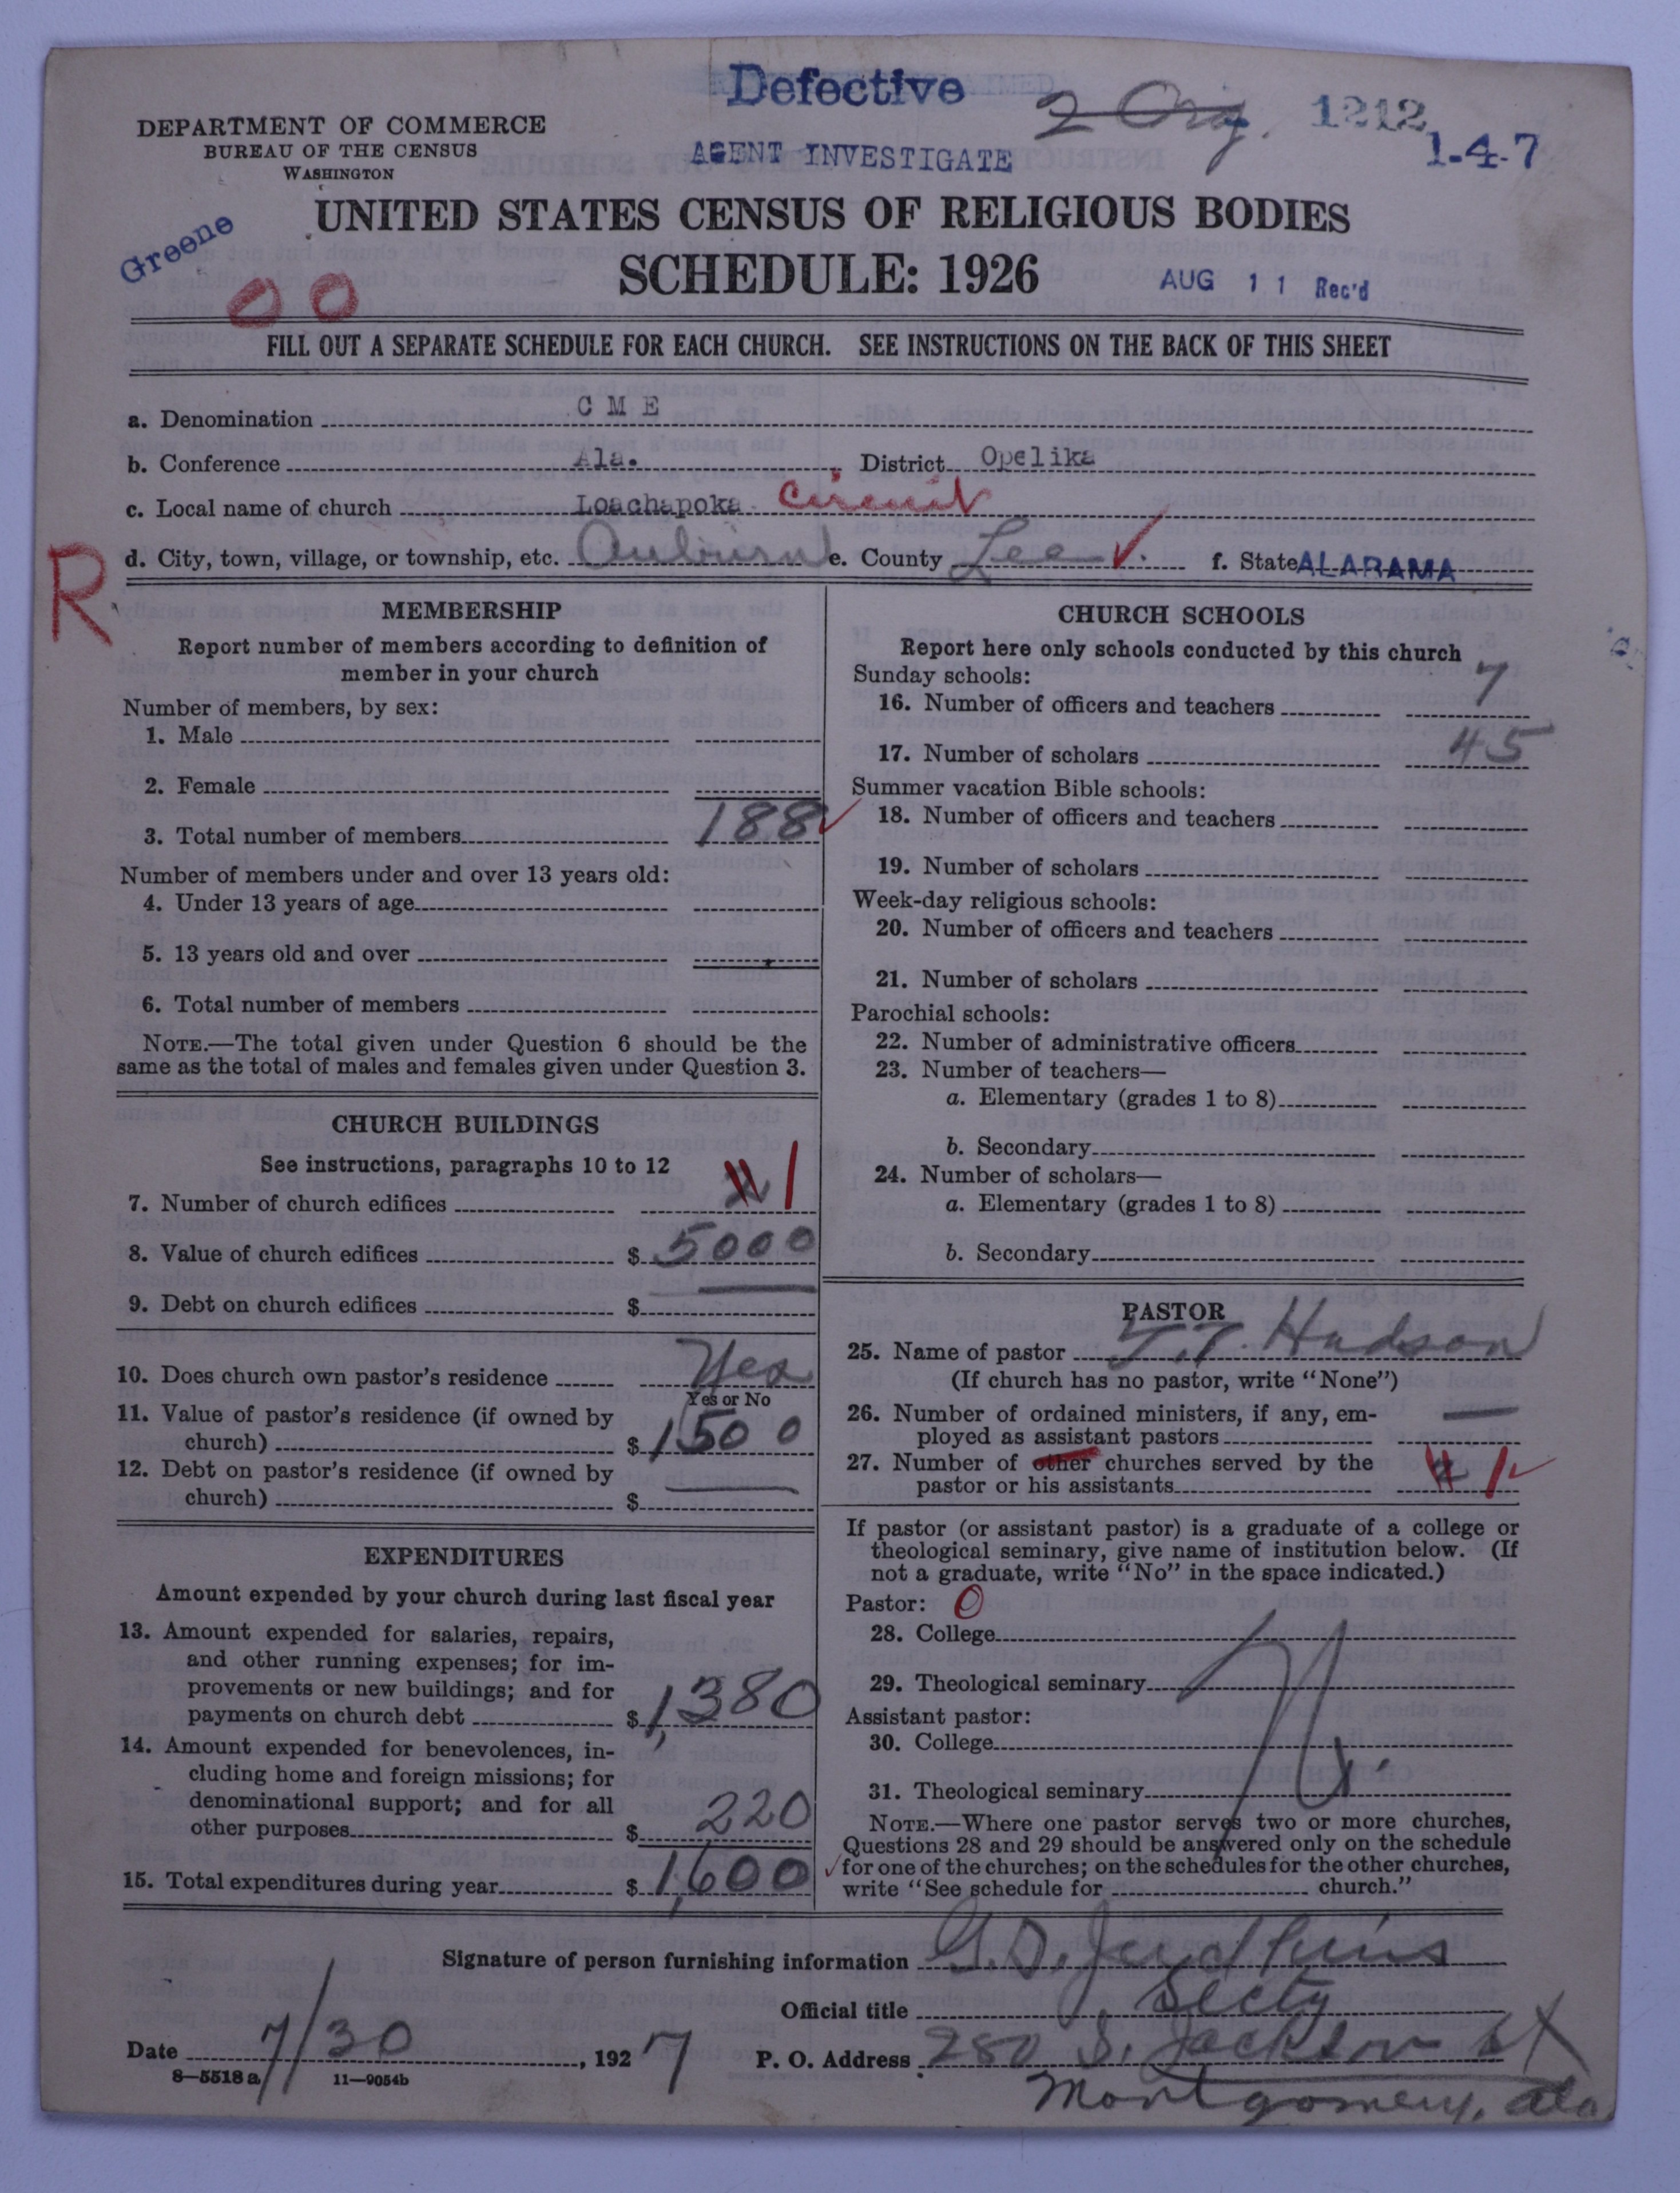 Defective
2 Org. 1212
1-4-7
DEPARTMENT OF COMMERCE
BUREAU OF THE CENSUS
WASHINGTON
AGENT INVESTIGATE
Greene
UNITED STATES CENSUS OF RELIGIOUS BODIES
SCHEDULE: 1926
AUG 11 Rec'd
00
FILL OUT A SEPARATE SCHEDULE FOR EACH CHURCH. SEE INSTRUCTIONS ON THE BACK OF THIS SHEET
a. Denomination C M E
b. Conference Ala. , District Opelika
c. Local name of church Loachapoka circuit
d. City, town, village, or township, etc. Auburn e. County Lee f. State ALABAMA
R
MEMBERSHIP
Report number of members according to definition of
member in your church
Number of members, by sex:
1. Male
2. Female
3. Total number of members 188
Number of members under and over 13 years old:
4. Under 13 years of age
5. 13 years old and over
6. Total number of members
NOTE.—The total given under Question 6 should be the
same as the total of males and females given under Question 3.
CHURCH BUILDINGS
See instructions, paragraphs 10 to 12
7. Number of church edifices 2 1
8. Value of church edifices $ 5000
9. Debt on church edifices $
10. Does church own pastor's residence Yes
Yes or No
11. Value of pastor's residence (if owned by
church) $ 1500
12. Debt on pastor's residence (if owned by
church) $
EXPENDITURES
Amount expended by your church during last fiscal year
13. Amount expended for salaries, repairs,
and other running expenses; for im-
provements or new buildings; and for
payments on church debt $ 1,380
14. Amount expended for benevolences, in-
cluding home and foreign missions; for
denominational support; and for all
other purposes $ 220
15. Total expenditures during year $ 1,600
CHURCH SCHOOLS
Report here only schools conducted by this church
Sunday schools:
16. Number of officers and teachers 7
17. Number of scholars 45
Summer vacation Bible schools:
18. Number of officers and teachers
19. Number of scholars
Week-day religious schools:
20. Number of officers and teachers
21. Number of scholars
Parochial schools:
22. Number of administrative officers
23. Number of teachers—
a. Elementary (grades 1 to 8)
b. Secondary
24. Number of scholars—
a. Elementary (grades 1 to 8)
b. Secondary
PASTOR
25. Name of pastor T. Hudson
(If church has no pastor, write "None")
26. Number of ordained ministers, if any, em-
ployed as assistant pastors —
27. Number of other churches served by the
pastor or his assistants 2 1
If pastor (or assistant pastor) is a graduate of a college or
theological seminary, give name of institution below. (If
not a graduate, write "No" in the space indicated.)
Pastor: 0
28. College
29. Theological seminary
Assistant pastor:
30. College
31. Theological seminary
NOTE.—Where one pastor serves two or more churches,
Questions 28 and 29 should be answered only on the schedule
for one of the churches; on the schedules for the other churches,
write "See schedule for church."
Signature of person furnishing information G. D. Judkins
Official title Secty
Date 7/30, 1927 P. O. Address 280 S. Jackson St
8—5518 a 11—9054b
Montgomery, Ala